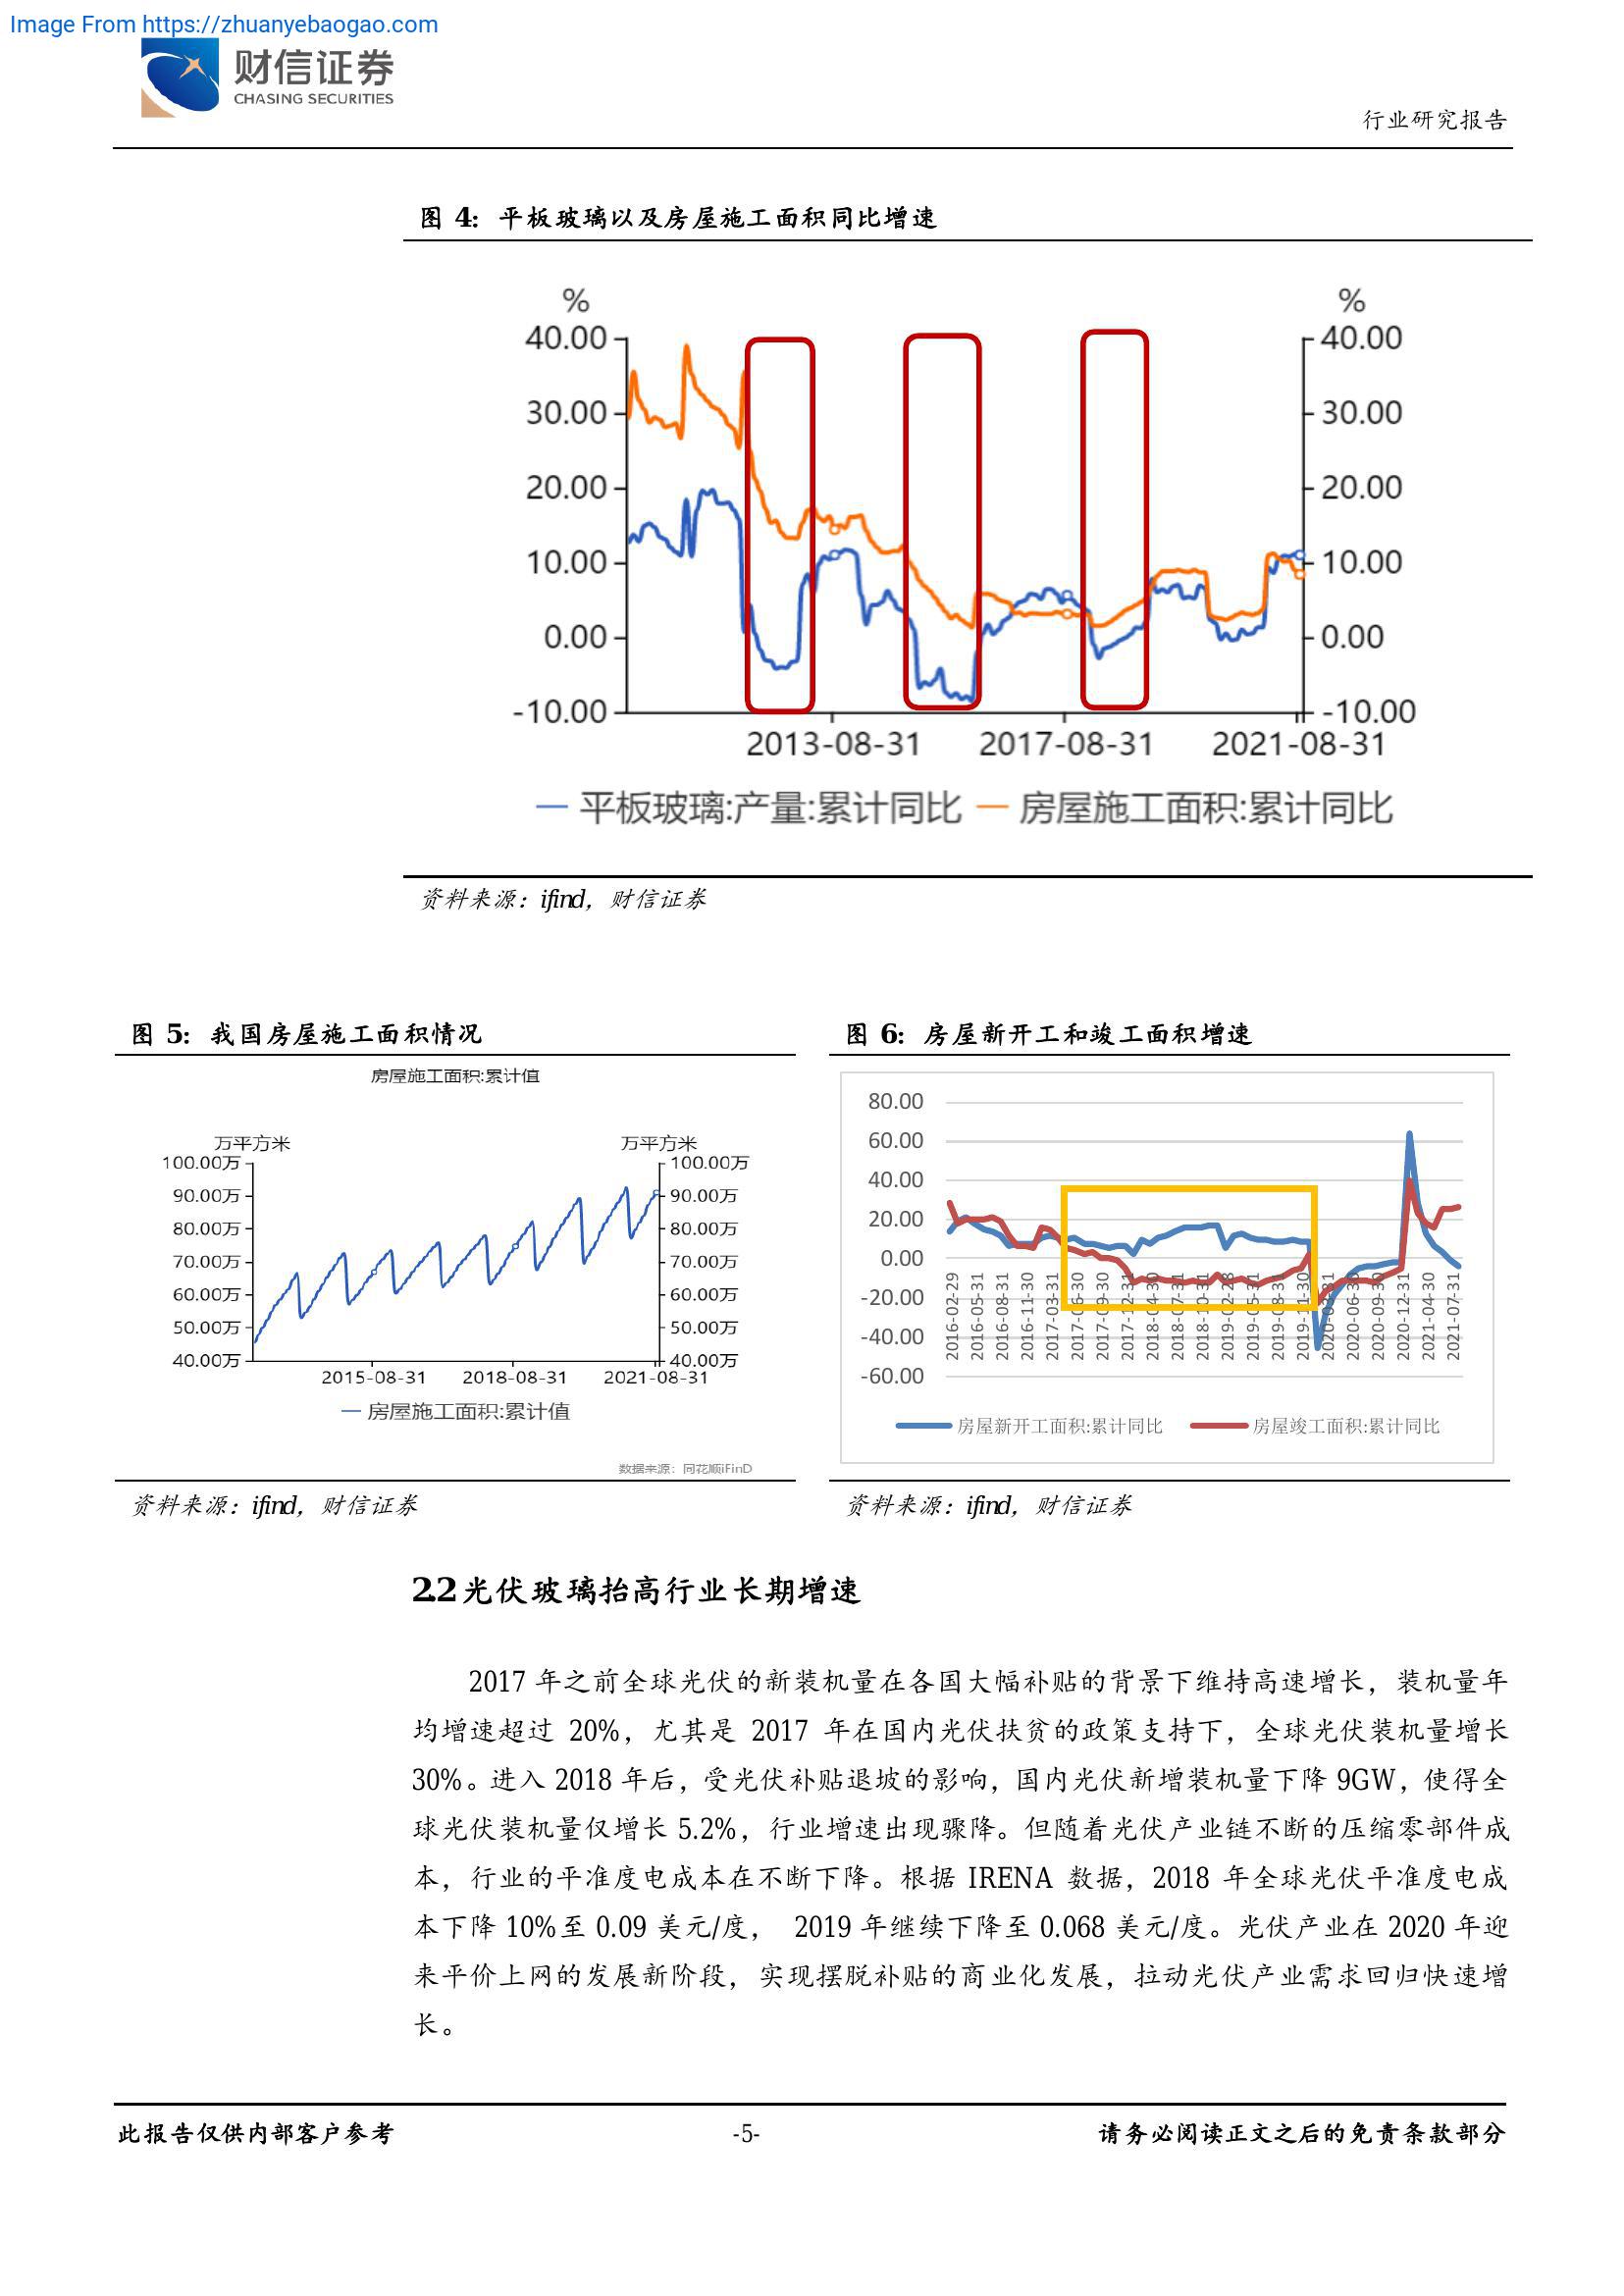 Image From https://zhuanyebaogao.com
财信证券
CHASING SECURITIES
行业研究报告
图 4: 平板玻璃以及房屋施工面积同比增速
% %
40.00 40.00
30.00 30.00
20.00 20.00
10.00 10.00
0.00 0.00
-10.00 -10.00
2013-08-31 2017-08-31 2021-08-31
平板玻璃:产量:累计同比 房屋施工面积:累计同比
资料来源：ifind，财信证券
图 5: 我国房屋施工面积情况
房屋施工面积:累计值
万平方米 万平方米
100.00万 100.00万
90.00万 90.00万
80.00万 80.00万
70.00万 70.00万
60.00万 60.00万
50.00万 50.00万
40.00万 40.00万
2015-08-31 2018-08-31 2021-08-31
房屋施工面积:累计值
数据来源：同花顺iFinD
资料来源：ifind，财信证券
图 6: 房屋新开工和竣工面积增速
80.00
60.00
40.00
20.00
0.00
-20.00
-40.00
-60.00
2016-02-29
2016-05-31
2016-08-31
2016-11-30
2017-03-31
2017-06-30
2017-09-30
2017-12-31
2018-04-30
2018-07-31
2018-10-31
2019-02-28
2019-05-31
2019-08-31
2019-11-30
2020-03-31
2020-06-30
2020-09-30
2020-12-31
2021-04-30
2021-07-31
房屋新开工面积:累计同比 房屋竣工面积:累计同比
资料来源：ifind，财信证券
2.2 光伏玻璃抬高行业长期增速
2017 年之前全球光伏的新装机量在各国大幅补贴的背景下维持高速增长，装机量年
均增速超过 20%，尤其是 2017 年在国内光伏扶贫的政策支持下，全球光伏装机量增长
30%。进入 2018 年后，受光伏补贴退坡的影响，国内光伏新增装机量下降 9GW，使得全
球光伏装机量仅增长 5.2%，行业增速出现骤降。但随着光伏产业链不断的压缩零部件成
本，行业的平准度电成本在不断下降。根据 IRENA 数据，2018 年全球光伏平准度电成
本下降 10%至 0.09 美元/度， 2019 年继续下降至 0.068 美元/度。光伏产业在 2020 年迎
来平价上网的发展新阶段，实现摆脱补贴的商业化发展，拉动光伏产业需求回归快速增
长。
此报告仅供内部客户参考 -5- 请务必阅读正文之后的免责条款部分